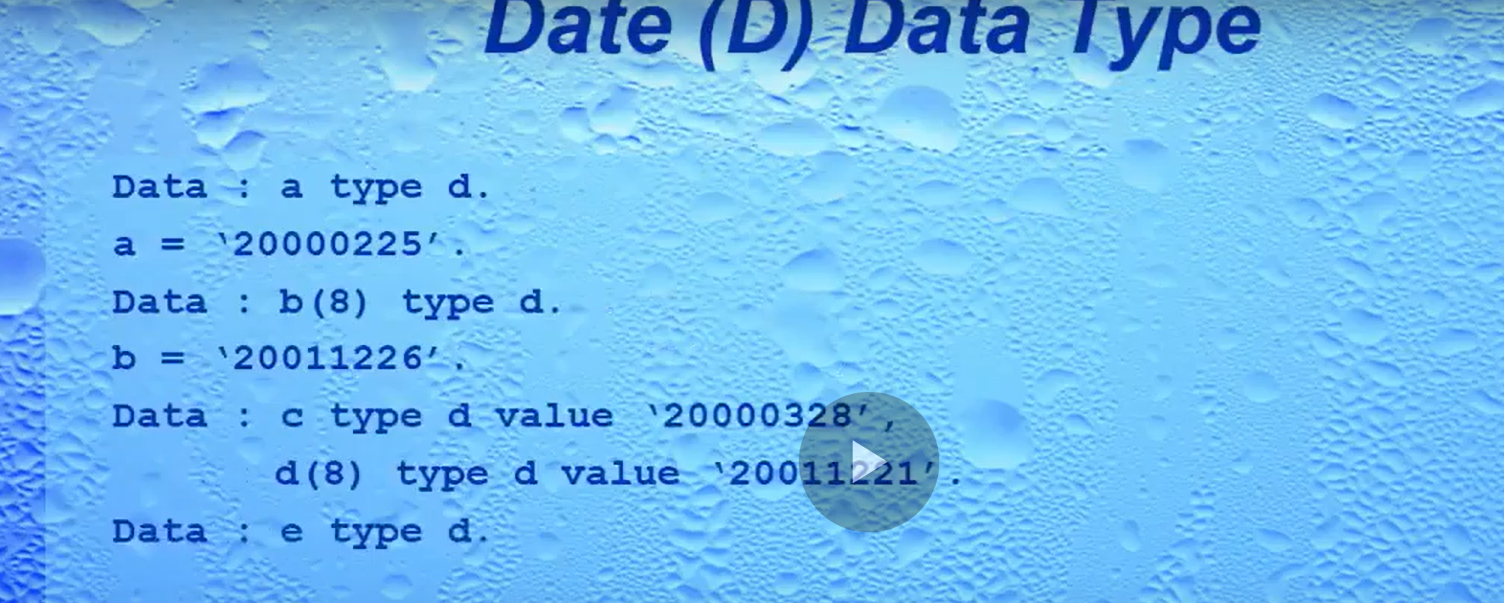 Date (D) Data Type
Data : a type d.
a = ‘20000225’.
Data : b(8) type d.
b = ‘20011226’.
Data : c type d value ‘20000328’,
d(8) type d value ‘20011221’.
Data : e type d.